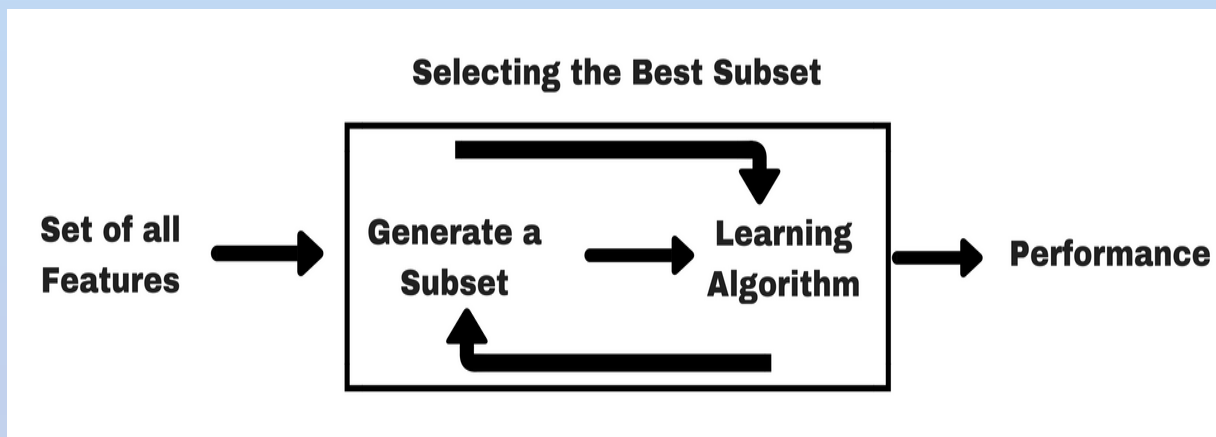 Selecting the Best Subset
Set of all
Features
Generate a
Subset
Learning
Algorithm
Performance